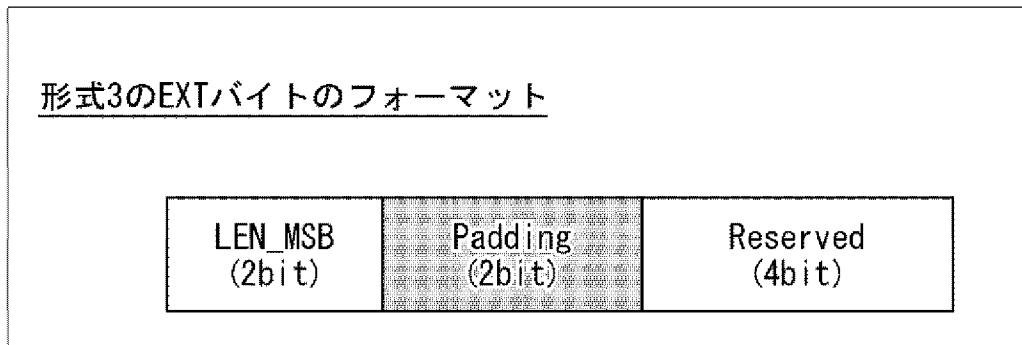 形式3のEXTバイトのフォーマット
LEN_MSB
(2bit)
Padding
(2bit)
Reserved
(4bit)